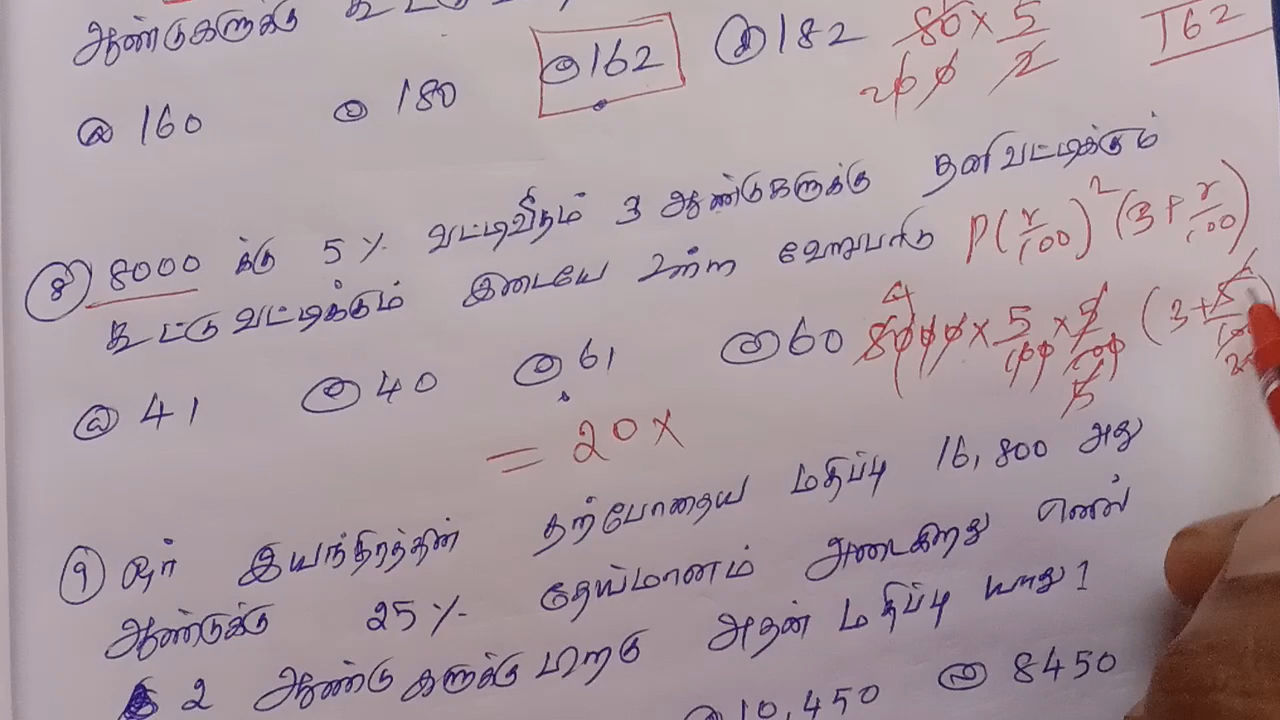 ஆண்டுகளுக்கு கூட்டு
அ 160 ஆ 180 இ 162 ஈ 182 80 x 5/2 162
8) 8000 க்கு 5 % வட்டிவீதம் 3 ஆண்டுகளுக்கு தனிவட்டிக்கும்
கூட்டு வட்டிக்கும் இடையே உள்ள வேறுபாடு P(r/100)²(3+r/100)
அ 41 ஆ 40 இ 61 ஈ 60 8000 x 5/100 x 5/100 (3+5/100)
= 20 x
9) ஓர் இயந்திரத்தின் தற்போதைய மதிப்பு 16,800 அது
ஆண்டுக்கு 25 % தேய்மானம் அடைகிறது எனில்
2 ஆண்டுகளுக்கு பிறகு அதன் மதிப்பு யாது?
10,450 8450